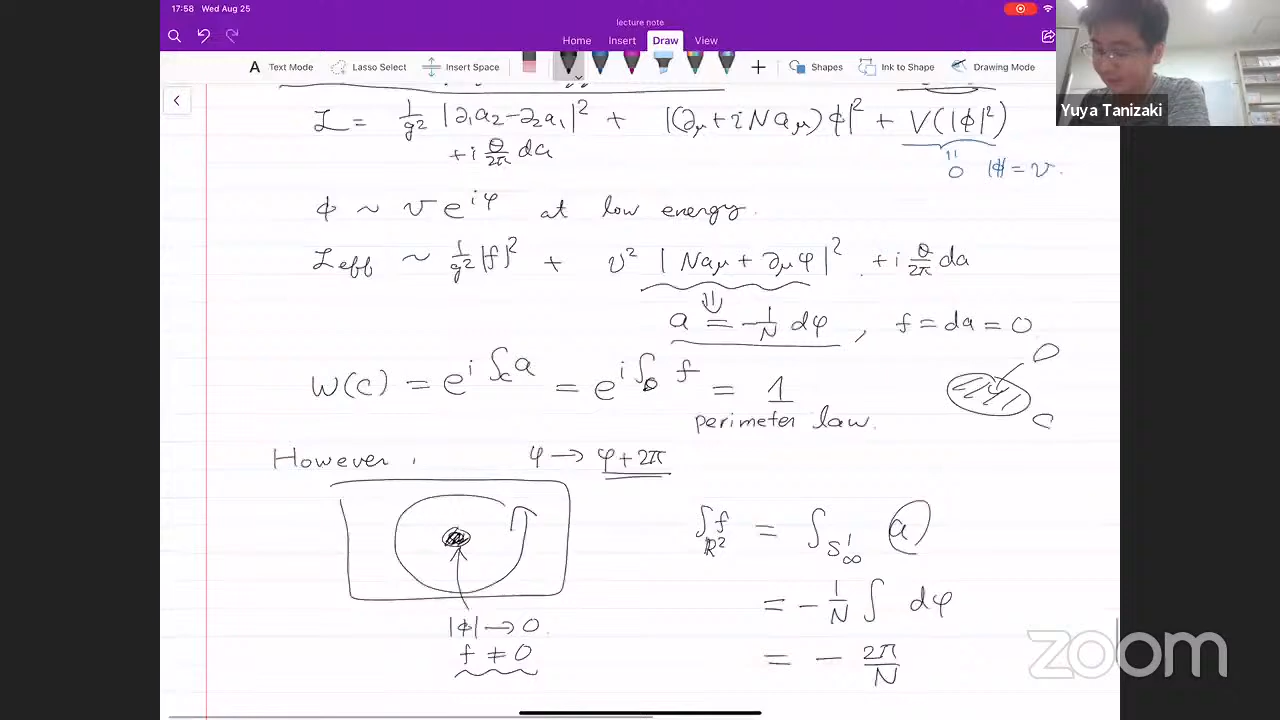 17:58 Wed Aug 25
lecture note
Home Insert Draw View
Text Mode Lasso Select Insert Space Shapes Ink to Shape Drawing Mode
Yuya Tanizaki
ℒ = 1/g² |∂₁a₂-∂₂a₁|² + |(∂μ+iNaμ)ϕ|² + V(|ϕ|²)
+i θ/2π da
0 |ϕ|=v.
ϕ ~ v e^{iφ} at low energy.
ℒeff ~ 1/g² |f|² + v² |Naμ+∂μφ|² + i θ/2π da
⇓
a = -1/N dφ , f = da = 0
D
W(C) = e^{i∫_C a} = e^{i∫_D f} = 1
C
perimeter law.
However, φ → φ+2π
∫_{R²} f = ∫_{S¹∞} a
= - 1/N ∫ dφ
|ϕ| → 0.
f ≠ 0
= - 2π/N
zoom